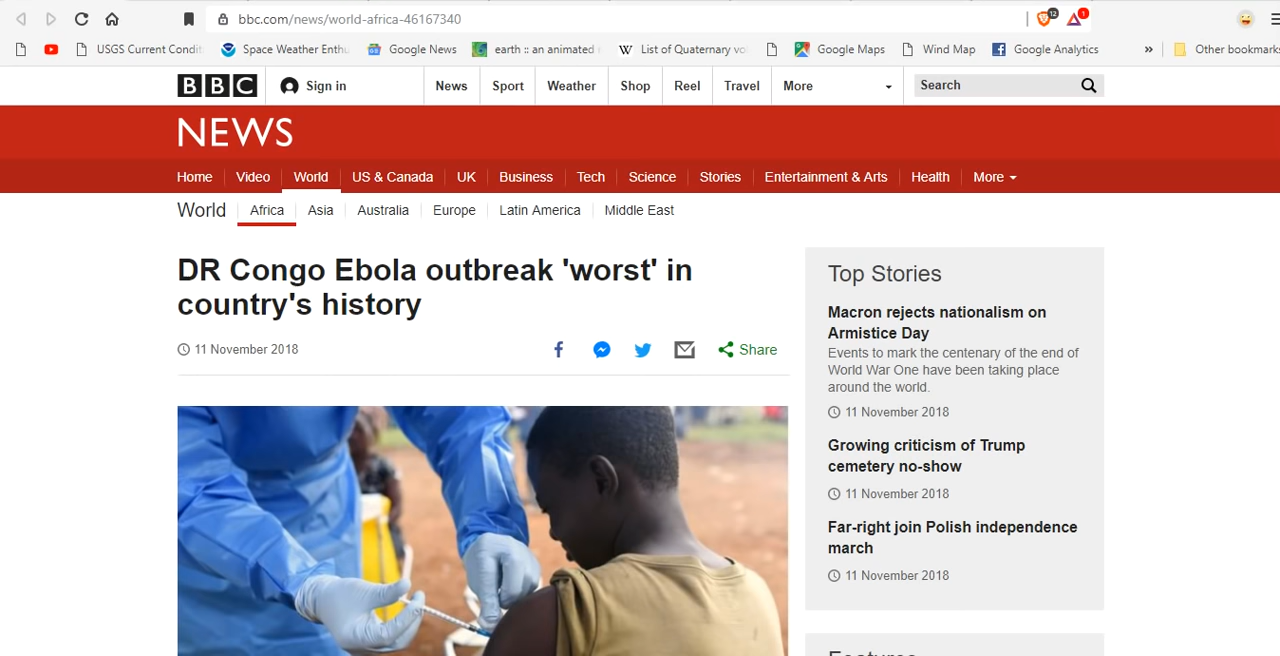 bbc.com/news/world-africa-46167340
12
1
USGS Current Condit
Space Weather Enthu
Google News
earth :: an animated
List of Quaternary vo
Google Maps
Wind Map
Google Analytics
»
Other bookmarks
BBC
Sign in
News
Sport
Weather
Shop
Reel
Travel
More
Search
NEWS
Home
Video
World
US & Canada
UK
Business
Tech
Science
Stories
Entertainment & Arts
Health
More
World
Africa
Asia
Australia
Europe
Latin America
Middle East
DR Congo Ebola outbreak 'worst' in
country's history
11 November 2018
Share
Top Stories
Macron rejects nationalism on
Armistice Day
Events to mark the centenary of the end of
World War One have been taking place
around the world.
11 November 2018
Growing criticism of Trump
cemetery no-show
11 November 2018
Far-right join Polish independence
march
11 November 2018